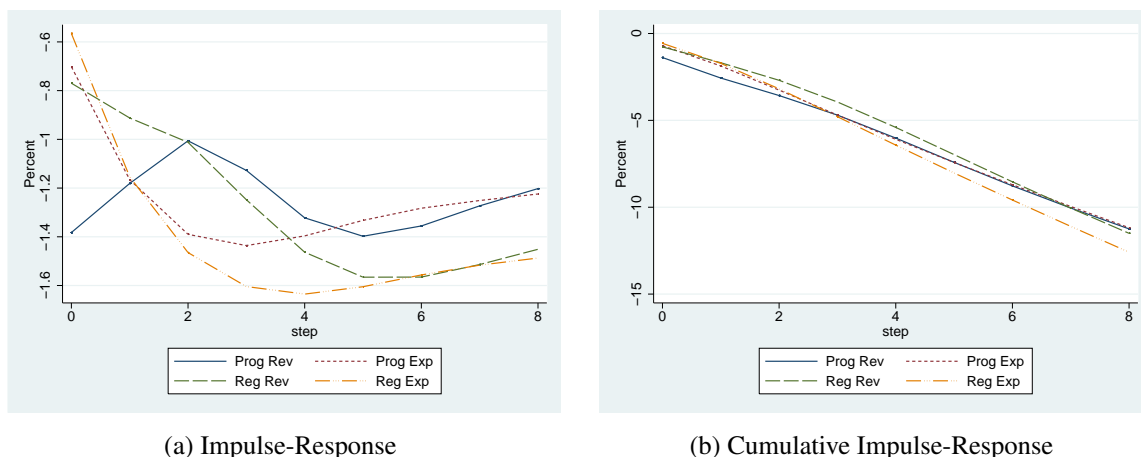 Percent
-.6
-.8
-1
-1.2
-1.4
-1.6
0 2 4 6 8
step
Prog Rev Prog Exp
Reg Rev Reg Exp
(a) Impulse-Response
Percent
0
-5
-10
-15
0 2 4 6 8
step
Prog Rev Prog Exp
Reg Rev Reg Exp
(b) Cumulative Impulse-Response